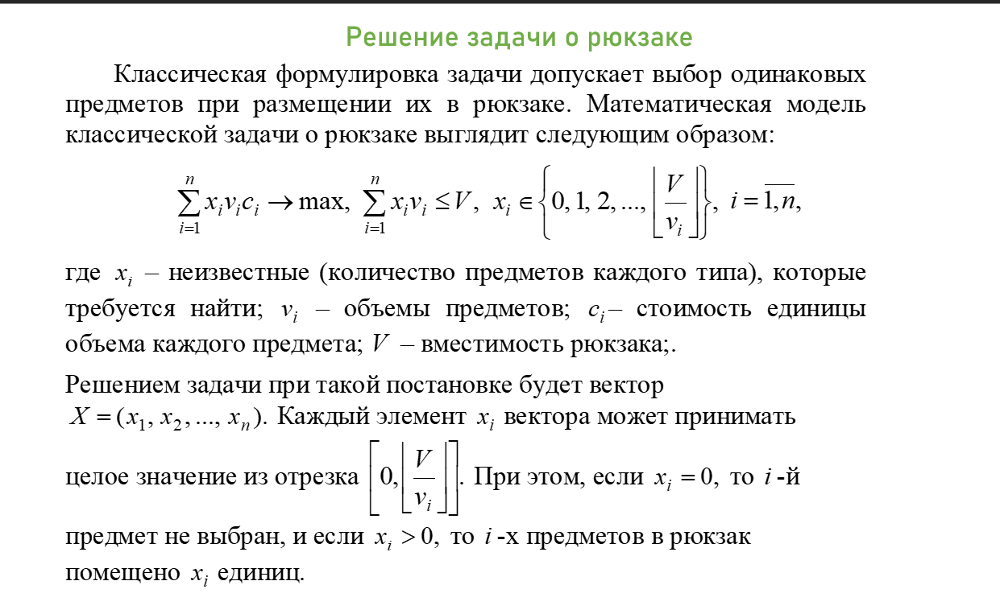 Решение задачи о рюкзаке
Классическая формулировка задачи допускает выбор одинаковых
предметов при размещении их в рюкзаке. Математическая модель
классической задачи о рюкзаке выглядит следующим образом:
$\sum_{i=1}^{n} x_i v_i c_i \to \max, \ \sum_{i=1}^{n} x_i v_i \leq V, \ x_i \in \left\{0, 1, 2, ..., \left\lfloor \frac{V}{v_i} \right\rfloor \right\}, \ i = \overline{1, n},$
где $x_i$ – неизвестные (количество предметов каждого типа), которые
требуется найти; $v_i$ – объемы предметов; $c_i$– стоимость единицы
объема каждого предмета; $V$ – вместимость рюкзака;.
Решением задачи при такой постановке будет вектор
$X = (x_1, x_2, ..., x_n).$ Каждый элемент $x_i$ вектора может принимать
целое значение из отрезка $\left[0, \left\lfloor \frac{V}{v_i} \right\rfloor \right].$ При этом, если $x_i = 0,$ то $i$-й
предмет не выбран, и если $x_i > 0,$ то $i$-х предметов в рюкзак
помещено $x_i$ единиц.